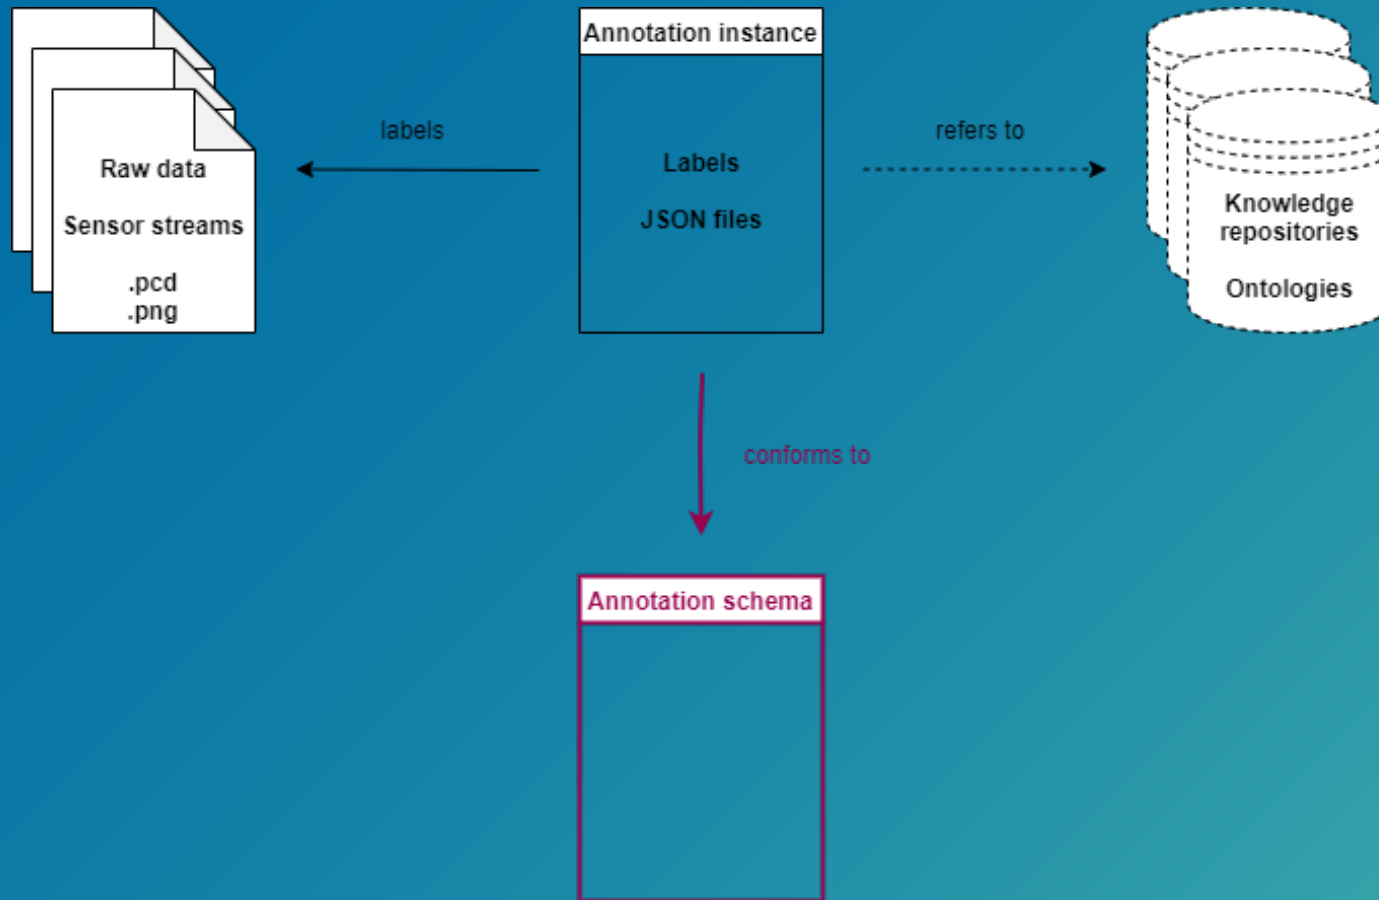 Annotation instance
labels
refers to
Raw data
Sensor streams
.pcd
.png
Labels
JSON files
Knowledge
repositories
Ontologies
conforms to
Annotation schema